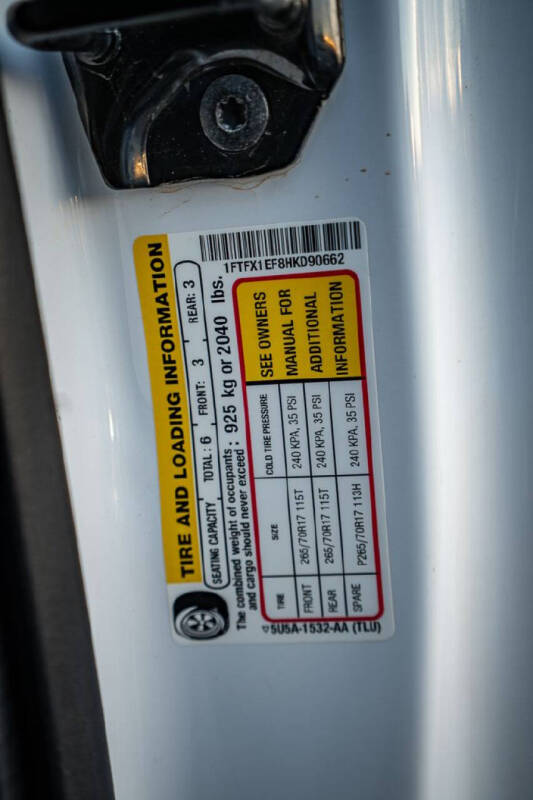 1FTFX1EF8HKD90662
TIRE AND LOADING INFORMATION
SEATING CAPACITY TOTAL: 6 FRONT: 3 REAR: 3
The combined weight of occupants : 925 kg or 2040 lbs.
and cargo should never exceed :
TIRE SIZE COLD TIRE PRESSURE SEE OWNERS
FRONT 265/70R17 115T 240 KPA, 35 PSI MANUAL FOR
REAR 265/70R17 115T 240 KPA, 35 PSI ADDITIONAL
SPARE P265/70R17 113H 240 KPA, 35 PSI INFORMATION
5U5A-1532-AA (TLU)